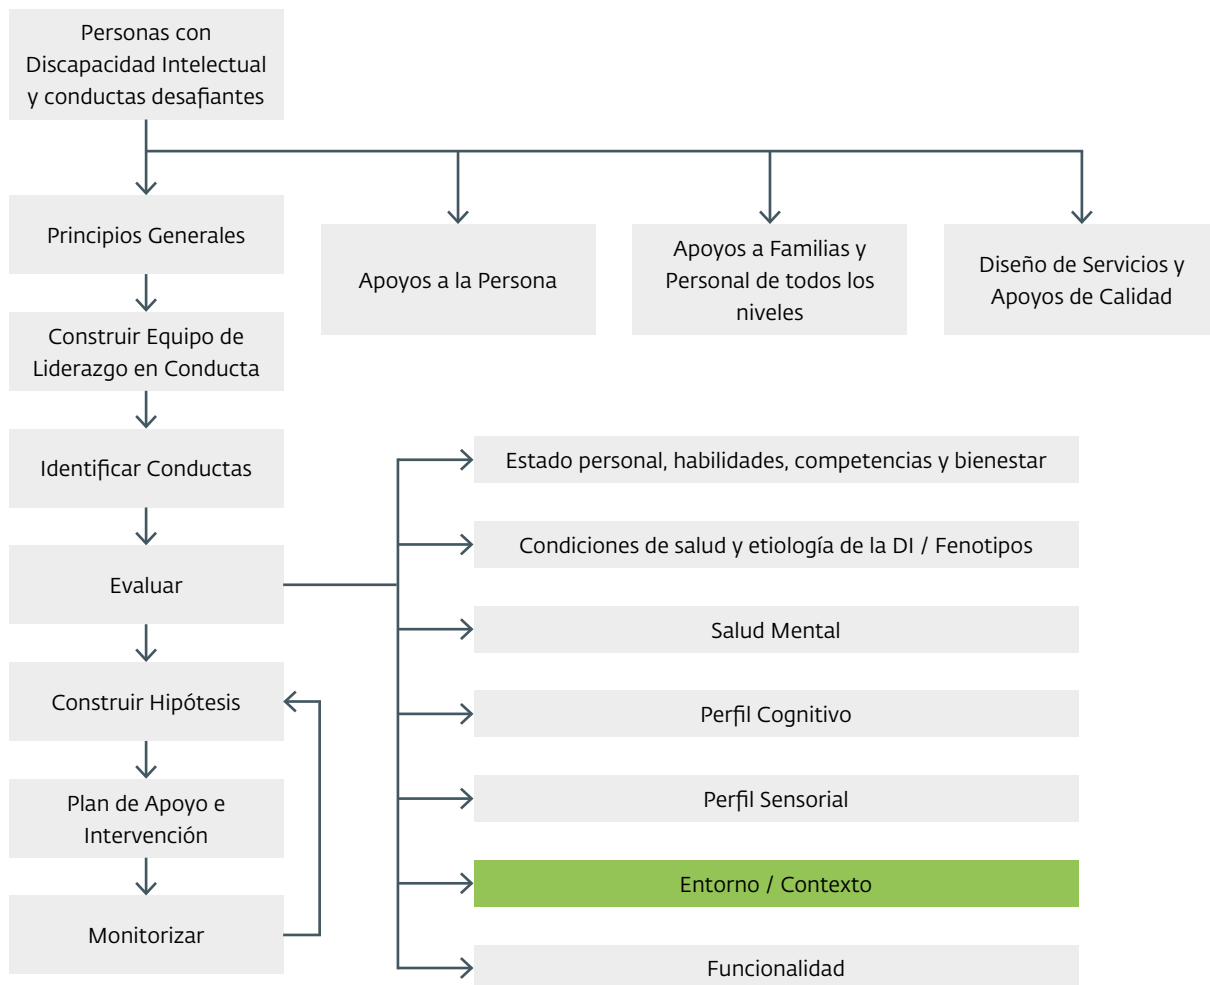 Personas con
Discapacidad Intelectual
y conductas desafiantes
Principios Generales
Apoyos a la Persona
Apoyos a Familias y
Personal de todos los
niveles
Diseño de Servicios y
Apoyos de Calidad
Construir Equipo de
Liderazgo en Conducta
Identificar Conductas
Evaluar
Construir Hipótesis
Plan de Apoyo e
Intervención
Monitorizar
Estado personal, habilidades, competencias y bienestar
Condiciones de salud y etiología de la DI / Fenotipos
Salud Mental
Perfil Cognitivo
Perfil Sensorial
Entorno / Contexto
Funcionalidad